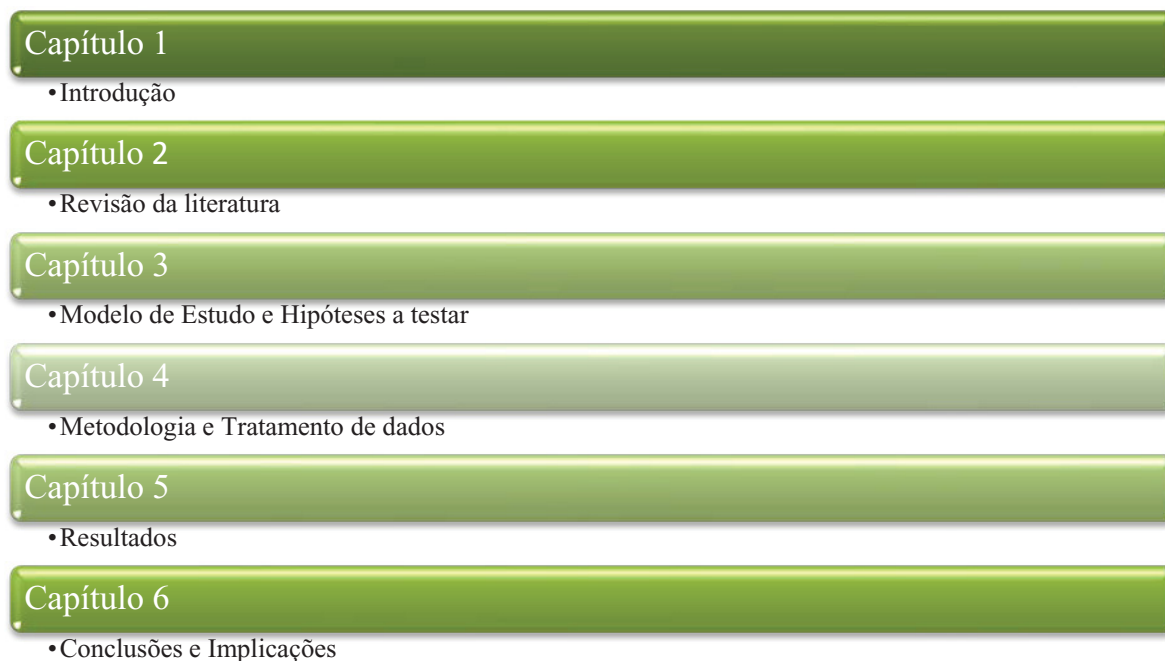 Capítulo 1
•Introdução
Capítulo 2
•Revisão da literatura
Capítulo 3
•Modelo de Estudo e Hipóteses a testar
Capítulo 4
•Metodologia e Tratamento de dados
Capítulo 5
•Resultados
Capítulo 6
•Conclusões e Implicações